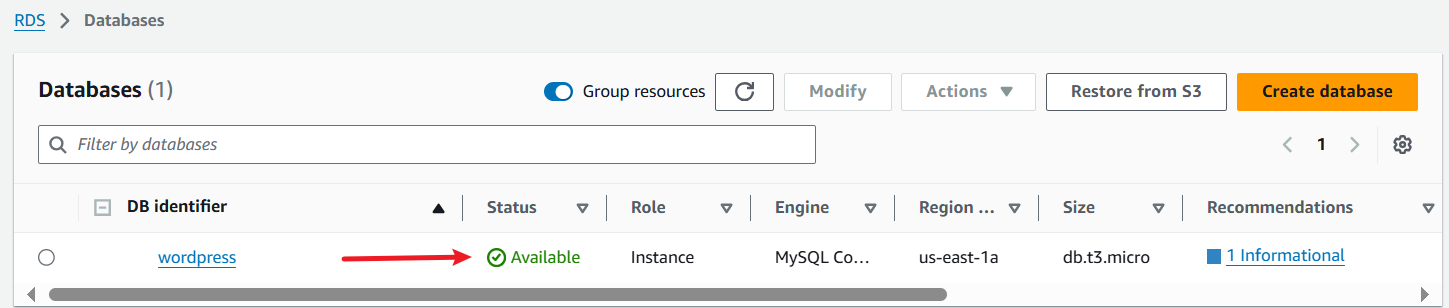 RDS > Databases
Databases (1) Group resources Modify Actions Restore from S3 Create database
Filter by databases 1
DB identifier Status Role Engine Region ... Size Recommendations
wordpress Available Instance MySQL Co... us-east-1a db.t3.micro 1 Informational